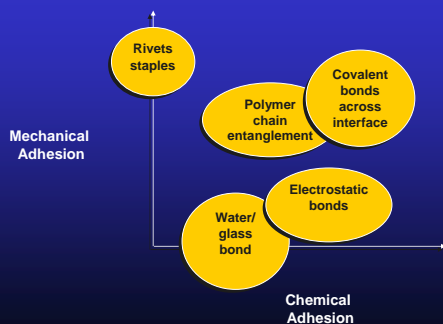 Rivets
staples
Covalent
bonds
across
interface
Polymer
chain
entanglement
Mechanical
Adhesion
Electrostatic
bonds
Water/
glass
bond
Chemical
Adhesion